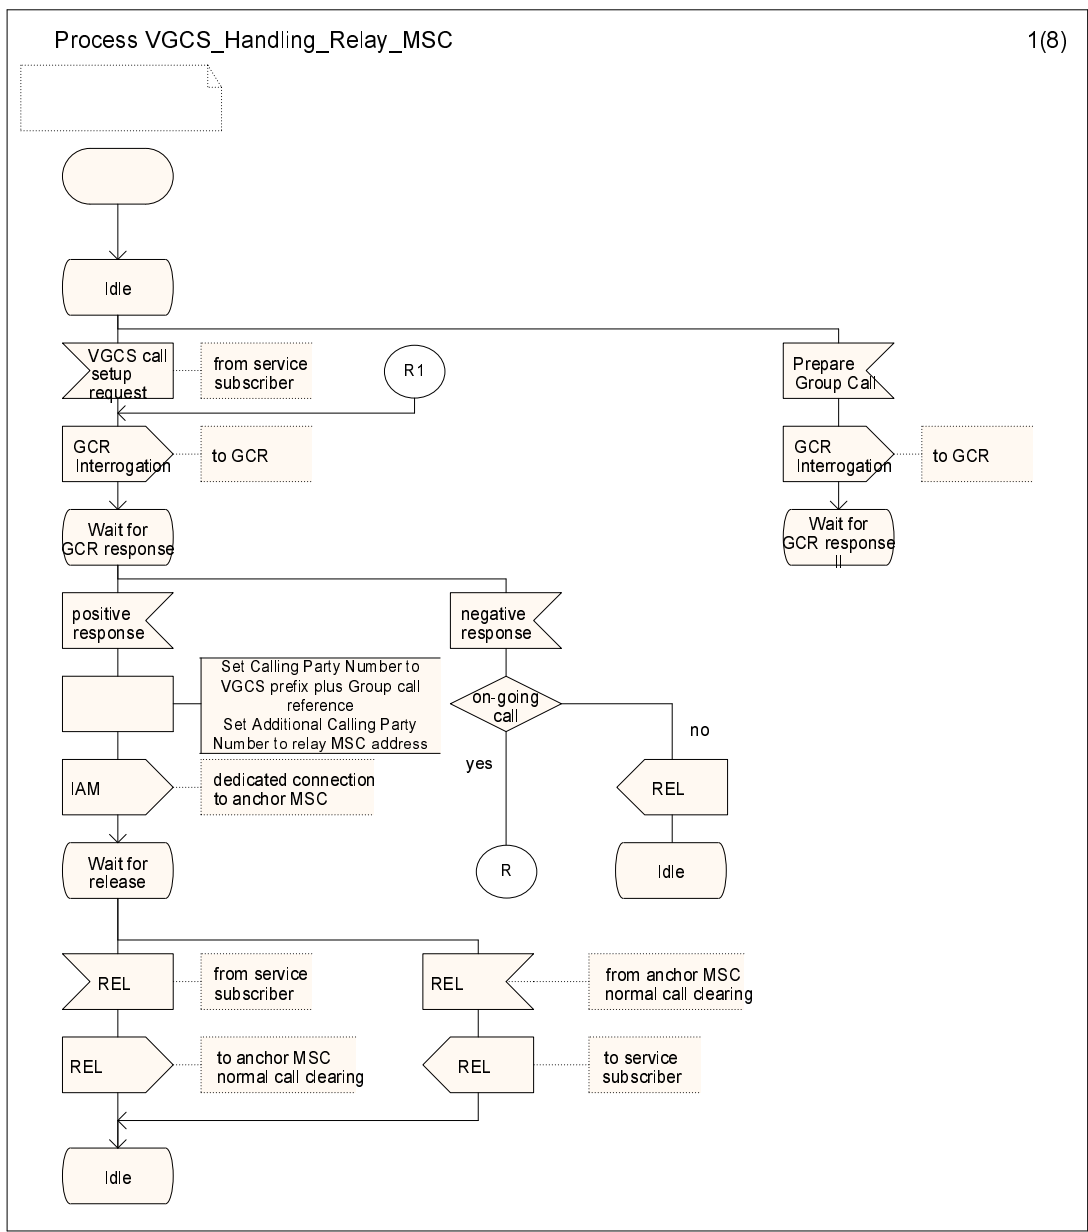 Process VGCS_Handling_Relay_MSC
1(8)
Idle
VGCS call
setup
request
from service
subscriber
R1
Prepare
Group Call
GCR
Interrogation
to GCR
GCR
Interrogation
to GCR
Wait for
GCR response
Wait for
GCR response
II
positive
response
negative
response
Set Calling Party Number to
VGCS prefix plus Group call
reference
Set Additional Calling Party
Number to relay MSC address
on-going
call
no
yes
IAM
dedicated connection
to anchor MSC
REL
Wait for
release
R
Idle
REL
from service
subscriber
REL
from anchor MSC
normal call clearing
REL
to anchor MSC
normal call clearing
REL
to service
subscriber
Idle